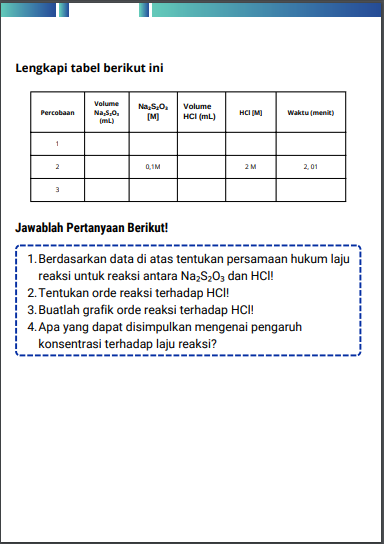 Lengkapi tabel berikut ini
Percobaan Volume Na₂S₂O₃ (mL) Na₂S₂O₃ [M] Volume HCl (mL) HCl [M] Waktu (menit)
1
2 0,1M 2 M 2, 01
3
Jawablah Pertanyaan Berikut!
1. Berdasarkan data di atas tentukan persamaan hukum laju
reaksi untuk reaksi antara Na₂S₂O₃ dan HCl!
2. Tentukan orde reaksi terhadap HCl!
3. Buatlah grafik orde reaksi terhadap HCl!
4. Apa yang dapat disimpulkan mengenai pengaruh
konsentrasi terhadap laju reaksi?